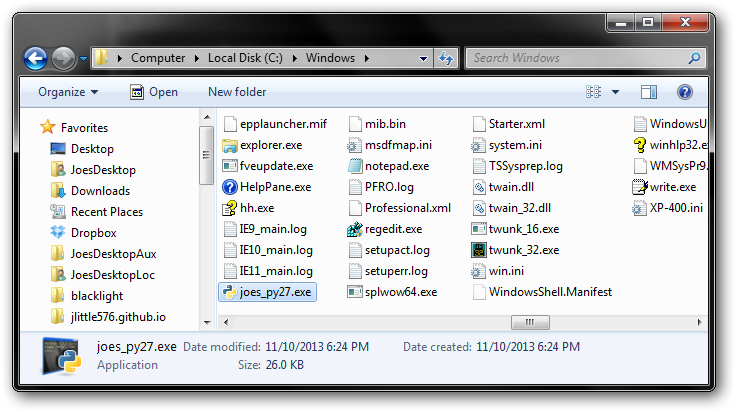 Computer Local Disk (C:) Windows
Search Windows
Organize Open New folder
Favorites
Desktop
JoesDesktop
Downloads
Recent Places
Dropbox
JoesDesktopAux
JoesDesktopLoc
blacklight
jlittle576.github.io
epplauncher.mif
explorer.exe
fveupdate.exe
HelpPane.exe
hh.exe
IE9_main.log
IE10_main.log
IE11_main.log
joes_py27.exe
mib.bin
msdfmap.ini
notepad.exe
PFRO.log
Professional.xml
regedit.exe
setupact.log
setuperr.log
splwow64.exe
Starter.xml
system.ini
TSSysprep.log
twain.dll
twain_32.dll
twunk_16.exe
twunk_32.exe
win.ini
WindowsShell.Manifest
WindowsU
winhlp32.e
WMSysPr9.
write.exe
XP-400.ini
joes_py27.exe Date modified: 11/10/2013 6:24 PM Date created: 11/10/2013 6:24 PM
Application Size: 26.0 KB